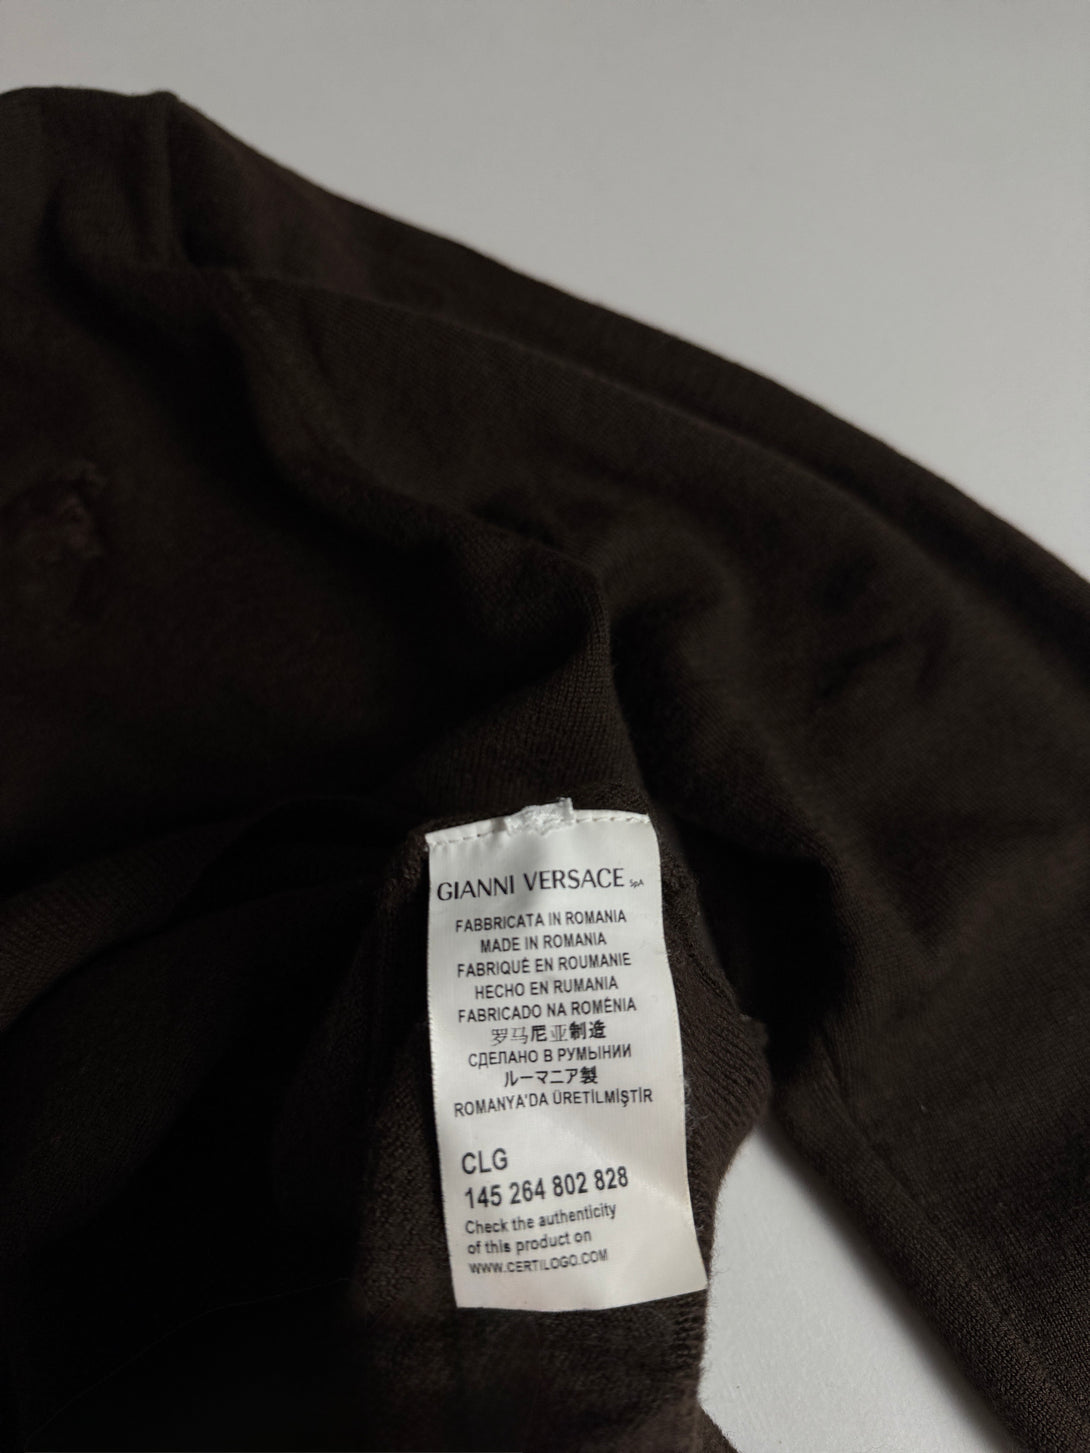 GIANNI VERSACE SpA
FABBRICATA IN ROMANIA
MADE IN ROMANIA
FABRIQUÉ EN ROUMANIE
HECHO EN RUMANIA
FABRICADO NA ROMÉNIA
罗马尼亚制造
СДЕЛАНО В РУМЫНИИ
ルーマニア製
ROMANYA'DA ÜRETİLMİŞTİR
CLG
145 264 802 828
Check the authenticity
of this product on
WWW.CERTILOGO.COM